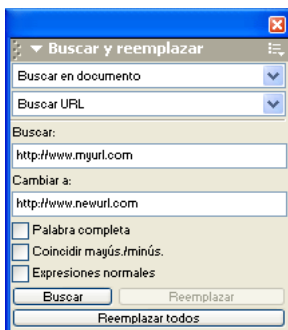 Buscar y reemplazar
Buscar en documento
Buscar URL
Buscar:
http://www.myurl.com
Cambiar a:
http://www.newurl.com
Palabra completa
Coincidir mayús./minús.
Expresiones normales
Buscar Reemplazar
Reemplazar todos